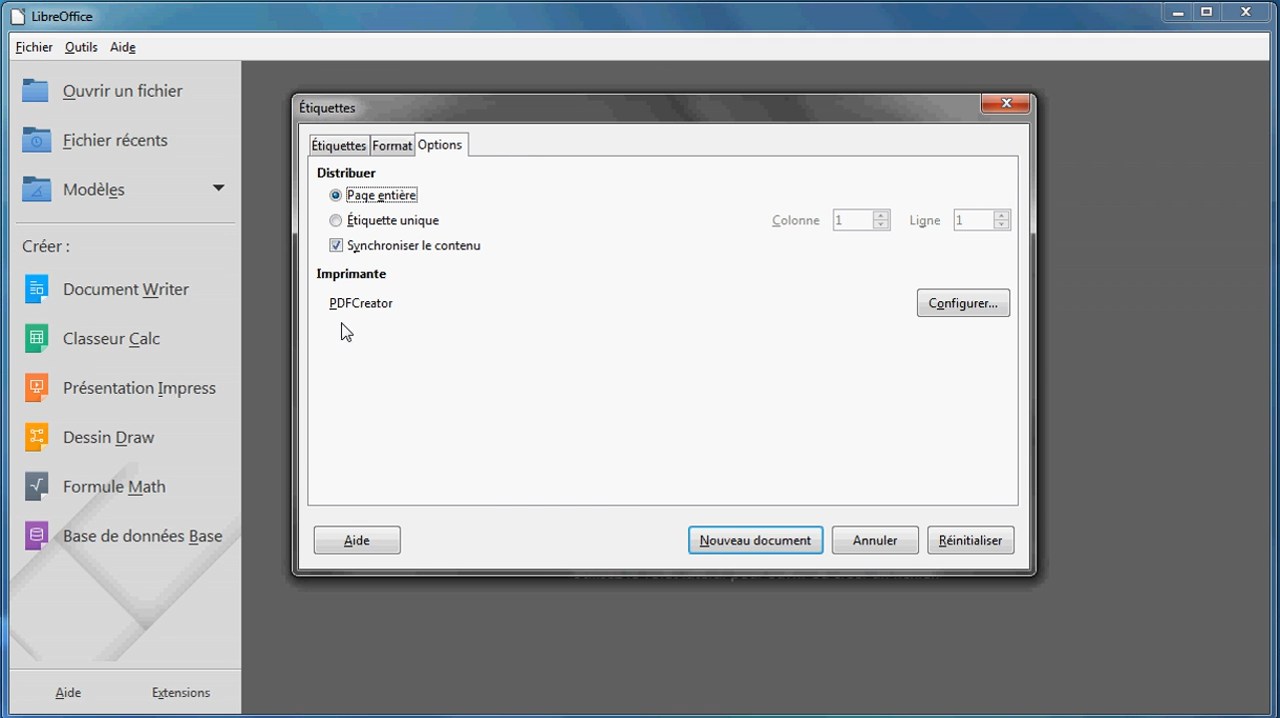 LibreOffice
Fichier Outils Aide
Ouvrir un fichier
Fichier récents
Modèles
Créer :
Document Writer
Classeur Calc
Présentation Impress
Dessin Draw
Formule Math
Base de données Base
Aide Extensions
Étiquettes
Étiquettes Format Options
Distribuer
Page entière
Étiquette unique Colonne 1 Ligne 1
Synchroniser le contenu
Imprimante
PDFCreator Configurer...
Aide Nouveau document Annuler Réinitialiser